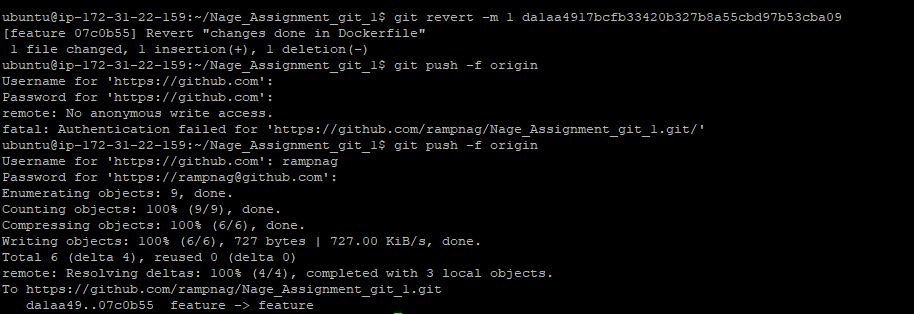 ubuntu@ip-172-31-22-159:~/Nage_Assignment_git_1$ git revert -m 1 da1aa4917bcfb33420b327b8a55cbd97b53cba09
[feature 07c0b55] Revert "changes done in Dockerfile"
 1 file changed, 1 insertion(+), 1 deletion(-)
ubuntu@ip-172-31-22-159:~/Nage_Assignment_git_1$ git push -f origin
Username for 'https://github.com':
Password for 'https://github.com':
remote: No anonymous write access.
fatal: Authentication failed for 'https://github.com/rampnag/Nage_Assignment_git_1.git/'
ubuntu@ip-172-31-22-159:~/Nage_Assignment_git_1$ git push -f origin
Username for 'https://github.com': rampnag
Password for 'https://rampnag@github.com':
Enumerating objects: 9, done.
Counting objects: 100% (9/9), done.
Compressing objects: 100% (6/6), done.
Writing objects: 100% (6/6), 727 bytes | 727.00 KiB/s, done.
Total 6 (delta 4), reused 0 (delta 0)
remote: Resolving deltas: 100% (4/4), completed with 3 local objects.
To https://github.com/rampnag/Nage_Assignment_git_1.git
   da1aa49..07c0b55  feature -> feature